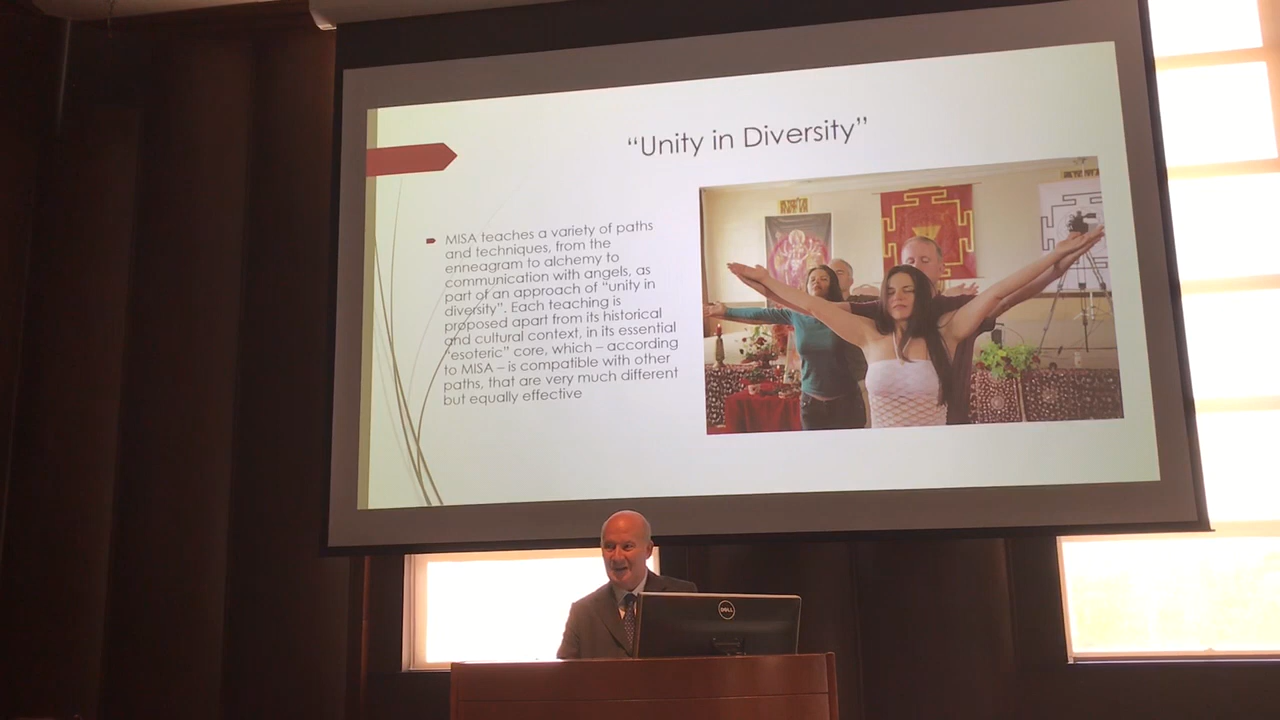 “Unity in Diversity”
MISA teaches a variety of paths
and techniques, from the
enneagram to alchemy to
communication with angels, as
part of an approach of “unity in
diversity”. Each teaching is
proposed apart from its historical
and cultural context, in its essential
“esoteric” core, which – according
to MISA – is compatible with other
paths, that are very much different
but equally effective
DELL